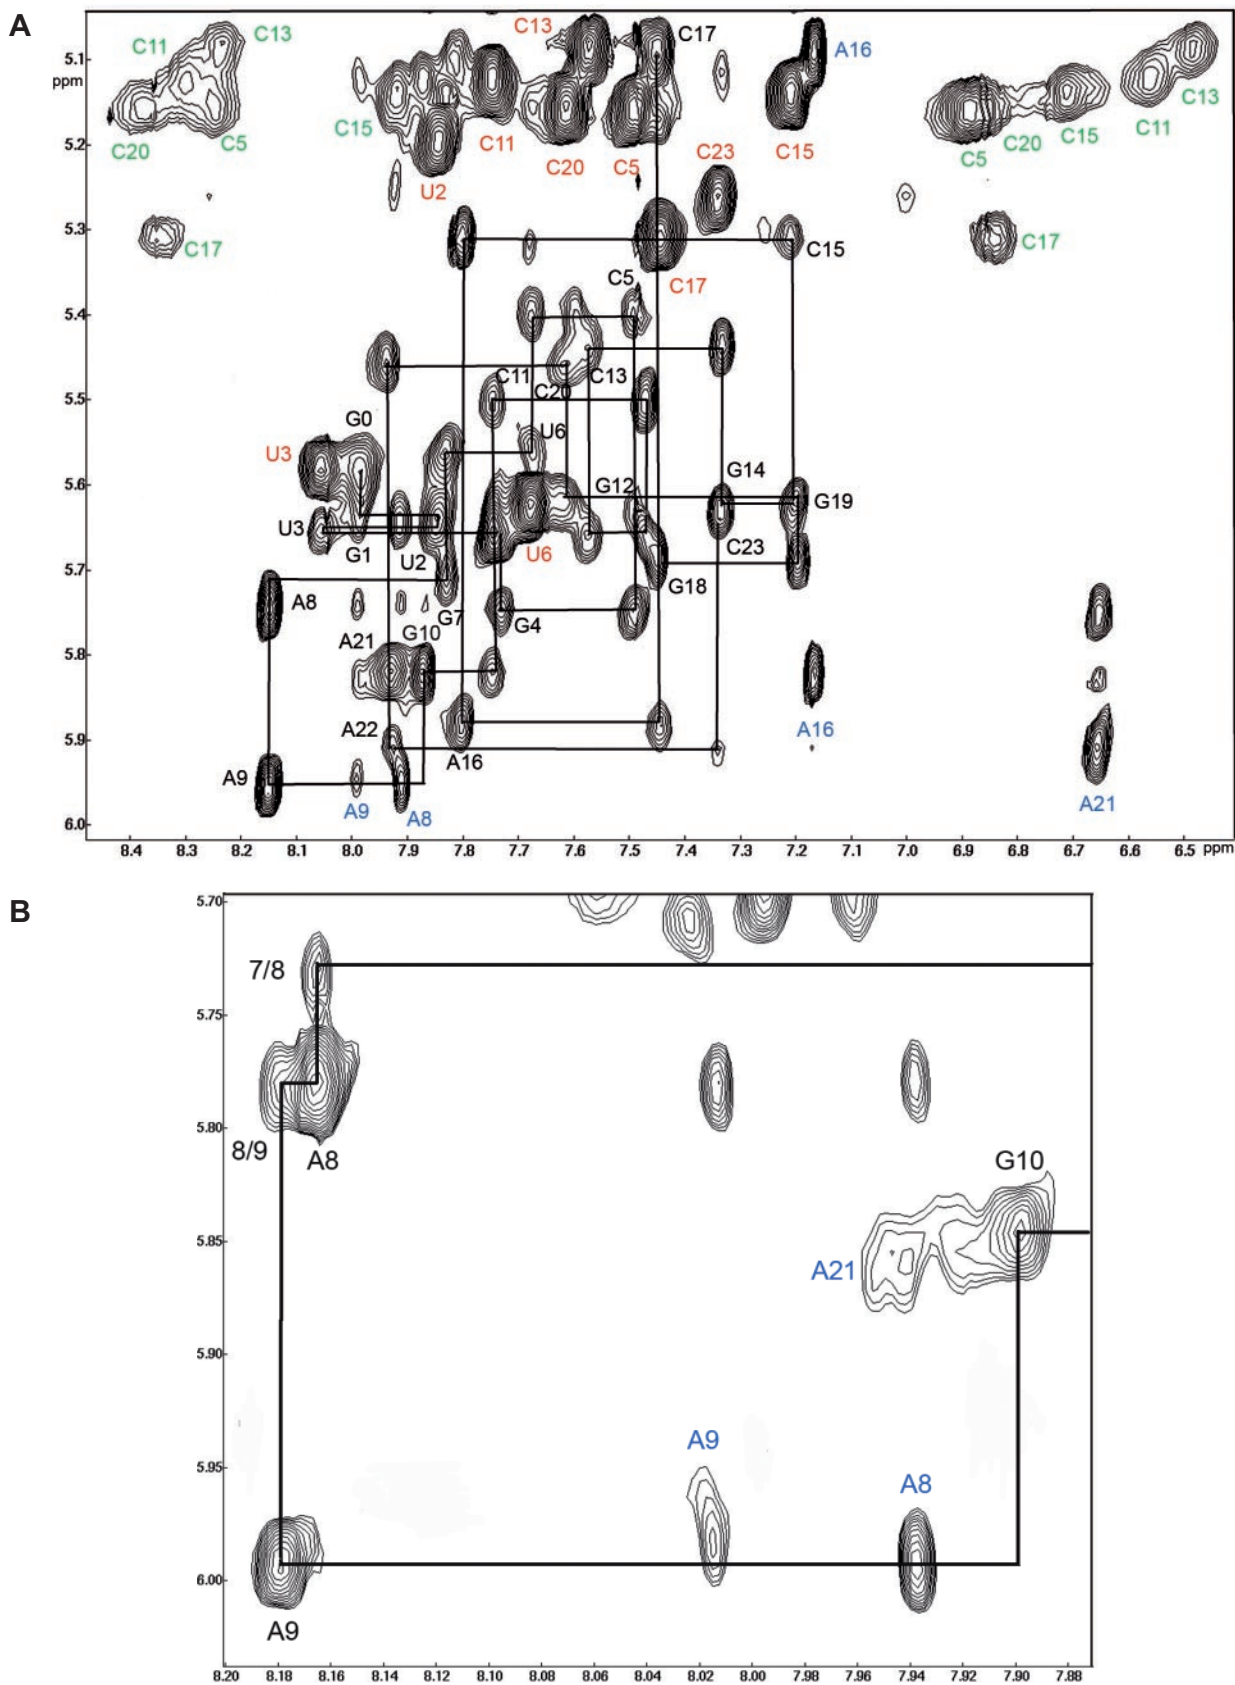 A
C11
C13
C13
C17
A16
5.1
ppm
C20
C5
C15
U2
C11
C20
C5
C23
C15
C5
C20
C15
C11
C13
5.2
5.3
C17
C5
C17
C15
C17
5.4
5.5
G0
C11
C20
C13
U3
U6
G14
5.6
U3
G1
U2
G12
U6
C23
G19
G18
5.7
A8
G7
G4
A21
G10
5.8
A22
A16
A16
5.9
A9
A9
A8
A21
6.0
8.4 8.3 8.2 8.1 8.0 7.9 7.8 7.7 7.6 7.5 7.4 7.3 7.2 7.1 7.0 6.9 6.8 6.7 6.6 6.5 ppm
B
5.70
7/8
5.75
5.80
8/9
A8
G10
5.85
A21
5.90
A9
5.95
A8
6.00
A9
8.20 8.18 8.16 8.14 8.12 8.10 8.08 8.06 8.04 8.02 8.00 7.98 7.96 7.94 7.92 7.90 7.88